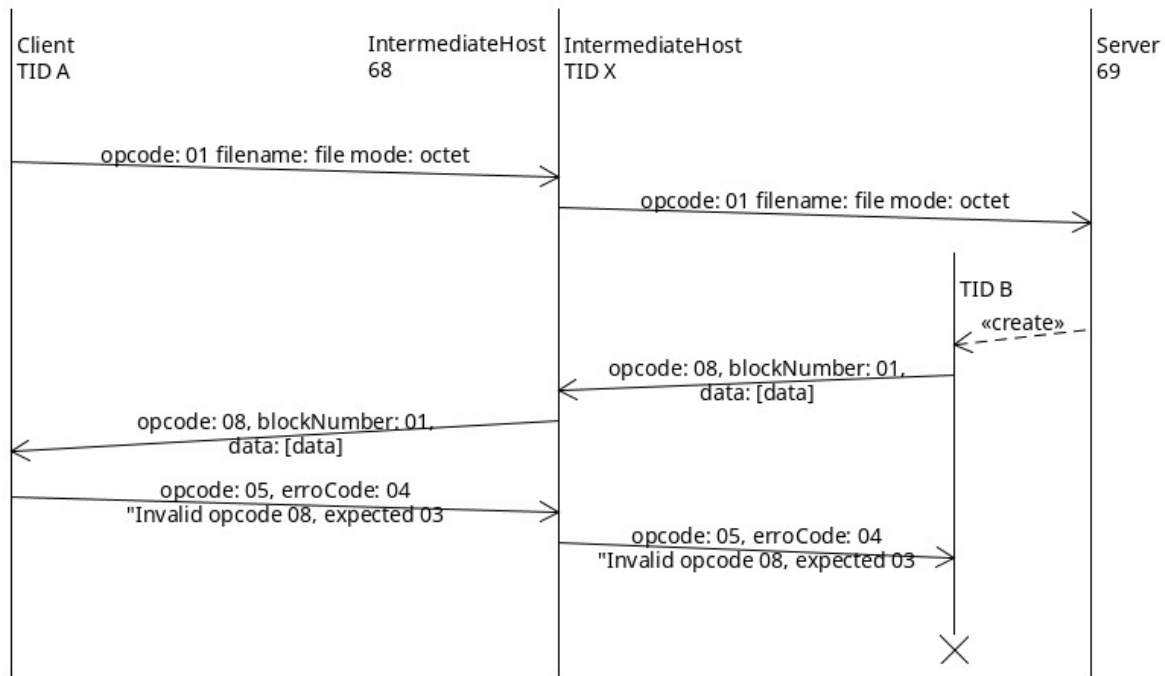 Client
TID A
IntermediateHost
68
IntermediateHost
TID X
Server
69
opcode: 01 filename: file mode: octet
opcode: 01 filename: file mode: octet
TID B
«create»
opcode: 08, blockNumber: 01,
data: [data]
opcode: 08, blockNumber: 01,
data: [data]
opcode: 05, erroCode: 04
"Invalid opcode 08, expected 03
opcode: 05, erroCode: 04
"Invalid opcode 08, expected 03